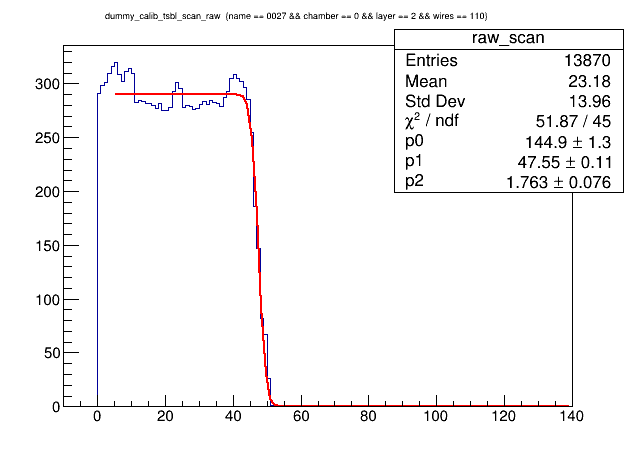 dummy_calib_tsbl_scan_raw (name == 0027 && chamber == 0 && layer == 2 && wires == 110)
raw_scan
Entries 13870
Mean 23.18
Std Dev 13.96
χ² / ndf 51.87 / 45
p0 144.9 ± 1.3
p1 47.55 ± 0.11
p2 1.763 ± 0.076
300
250
200
150
100
50
0
0 20 40 60 80 100 120 140